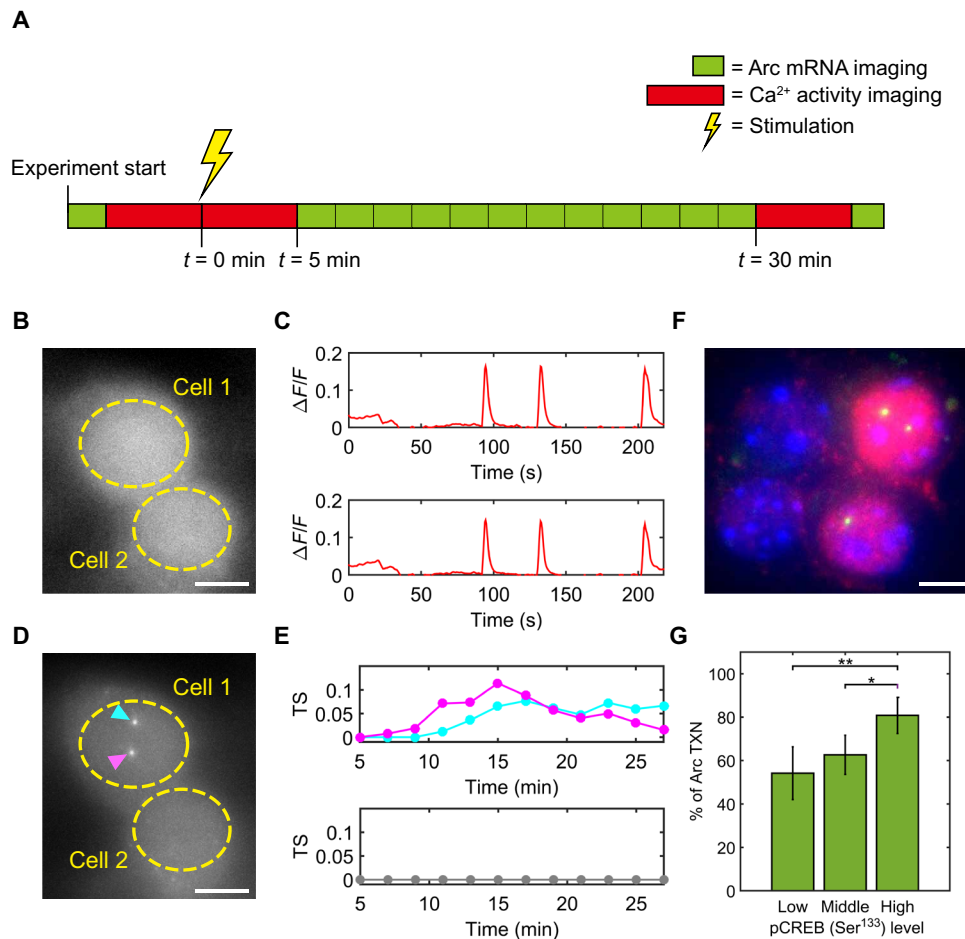 A
= Arc mRNA imaging
= Ca²⁺ activity imaging
= Stimulation
Experiment start
t = 0 min
t = 5 min
t = 30 min
B
Cell 1
Cell 2
C
ΔF/F
0.2
0.1
0
0 50 100 150 200
Time (s)
ΔF/F
0.2
0.1
0
0 50 100 150 200
Time (s)
F
D
Cell 1
Cell 2
E
TS
0.1
0.05
0
5 10 15 20 25
Time (min)
TS
0.1
0.05
0
5 10 15 20 25
Time (min)
G
% of Arc TXN
100
80
60
40
20
0
**
*
Low Middle High
pCREB (Ser¹³³) level